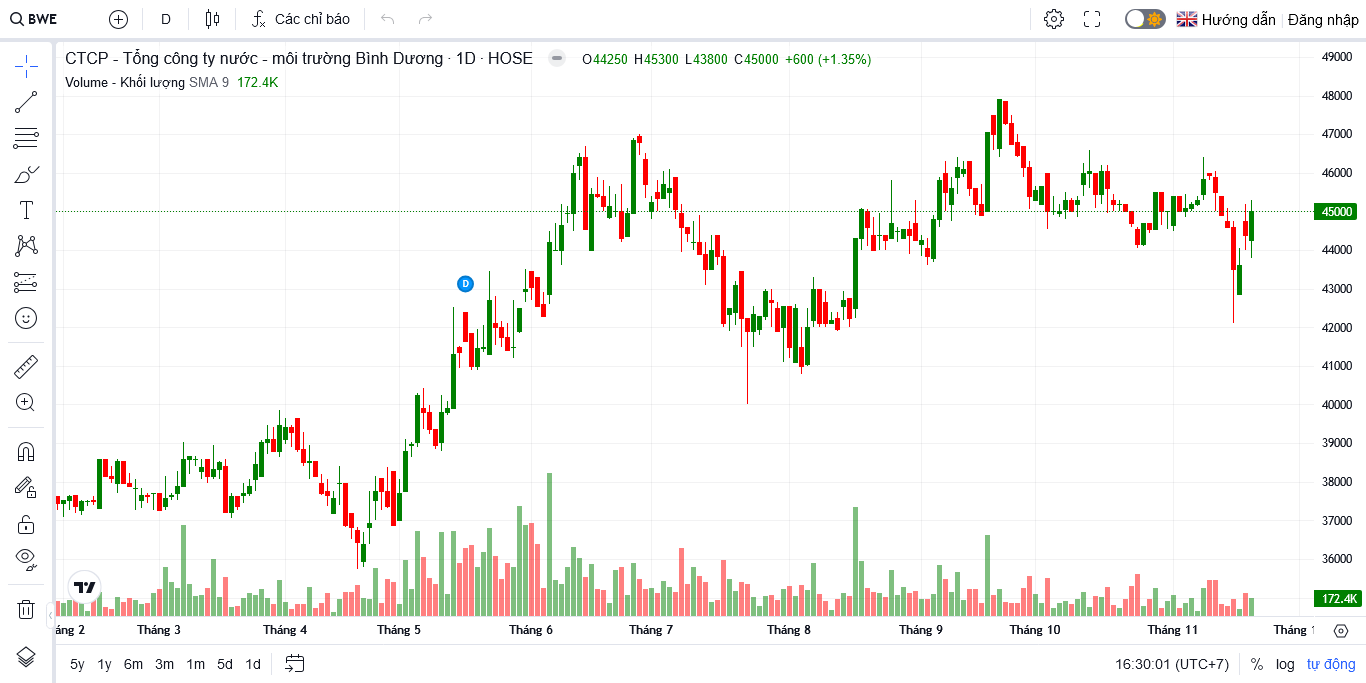 BWE D Các chỉ báo Hướng dẫn Đăng nhập
CTCP - Tổng công ty nước - môi trường Bình Dương · 1D · HOSE O44250 H45300 L43800 C45000 +600 (+1.35%)
Volume - Khối lượng SMA 9 172.4K
49000
48000
47000
46000
45000
44000
43000
42000
41000
40000
39000
38000
37000
36000
172.4K
D
áng 2 Tháng 3 Tháng 4 Tháng 5 Tháng 6 Tháng 7 Tháng 8 Tháng 9 Tháng 10 Tháng 11 Tháng 1
5y 1y 6m 3m 1m 5d 1d 16:30:01 (UTC+7) % log tự động